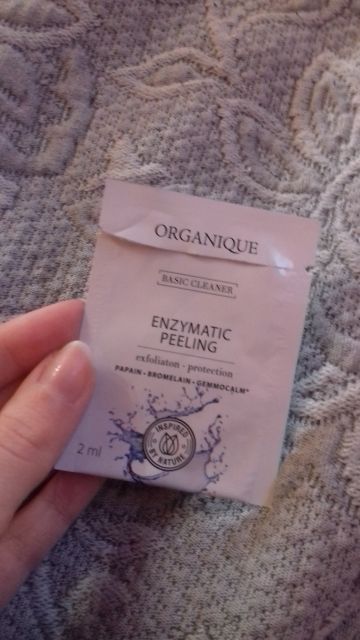 ORGANIQUE
BASIC CLEANER
ENZYMATIC
PEELING
exfoliaton - protection
PAPAIN • BROMELAIN • GEMMOCALM®
INSPIRED
BY NATURE
2 ml